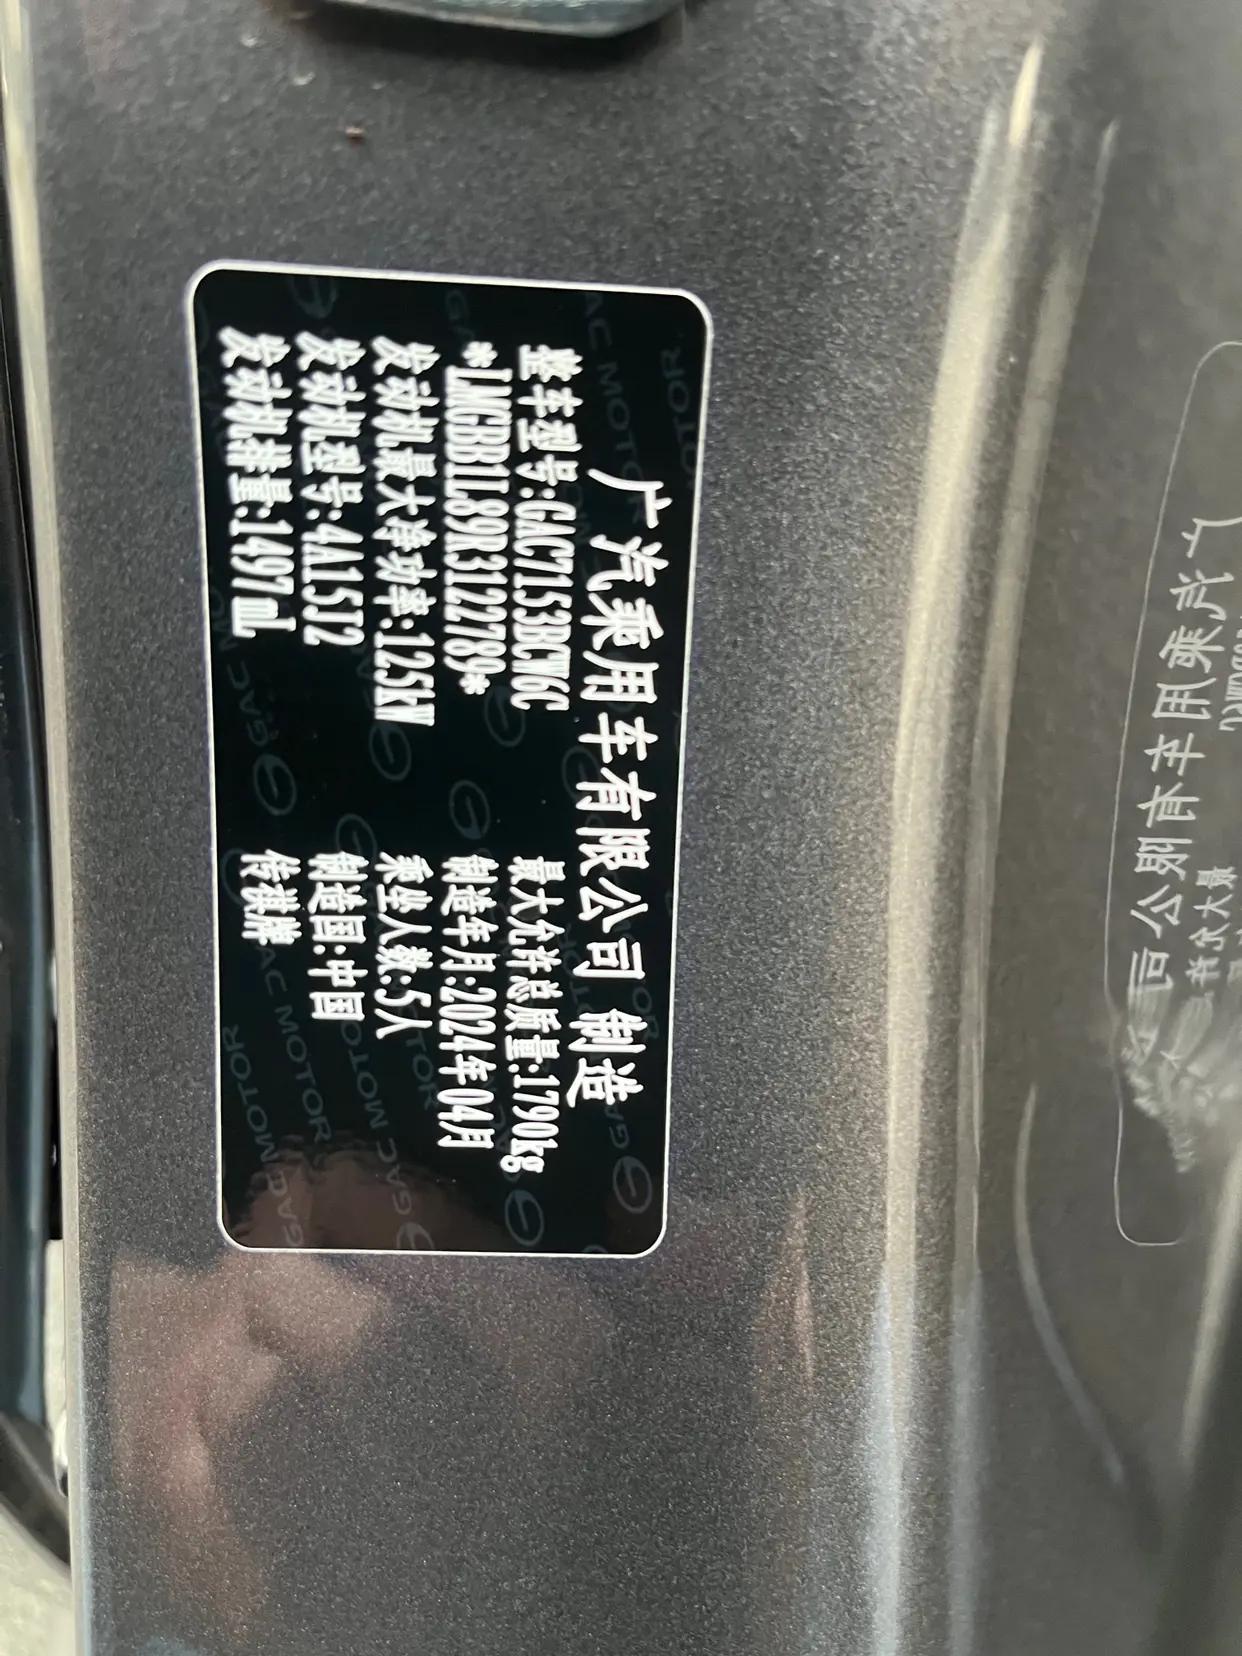 广汽乘用车有限公司 制造
整车型号:GAC7153BCW6C 最大允许总质量:1790kg
*LMGBB1L89R3122789* 制造年月:2024年04月
发动机最大净功率:125kW 乘坐人数:5人
发动机型号:4A15J2 制造国:中国
发动机排量:1497mL 传祺牌